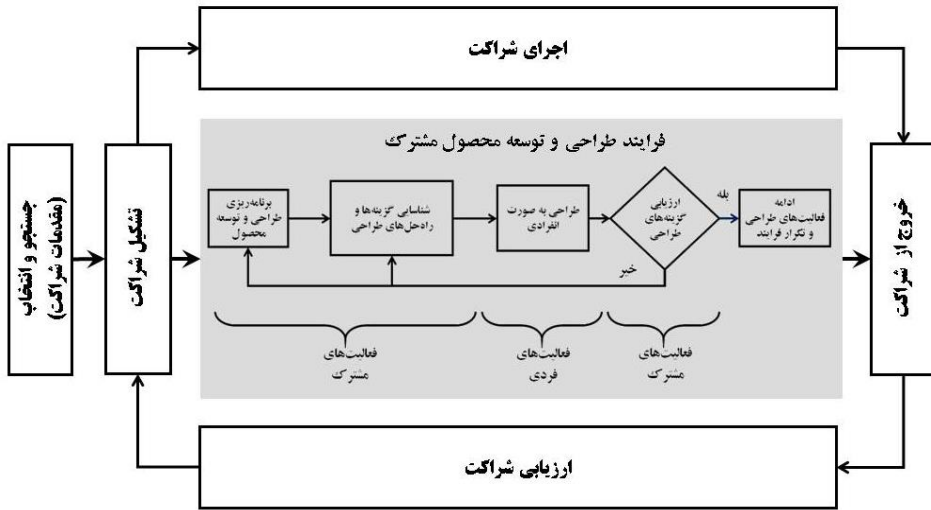 اجرای شراکت
جستجو و انتخاب
(مقدمات شراکت)
تشکیل شراکت
فرایند طراحی و توسعه محصول مشترک
برنامه‌ریزی
طراحی و توسعه
محصول
شناسایی گزینه‌ها و
راه‌حل‌های طراحی
طراحی به صورت
انفرادی
ارزیابی
گزینه‌های
طراحی
بله
خیر
ادامه
فعالیت‌های طراحی
و تکرار فرایند
فعالیت‌های
مشترک
فعالیت‌های
فردی
فعالیت‌های
مشترک
خروج از شراکت
ارزیابی شراکت